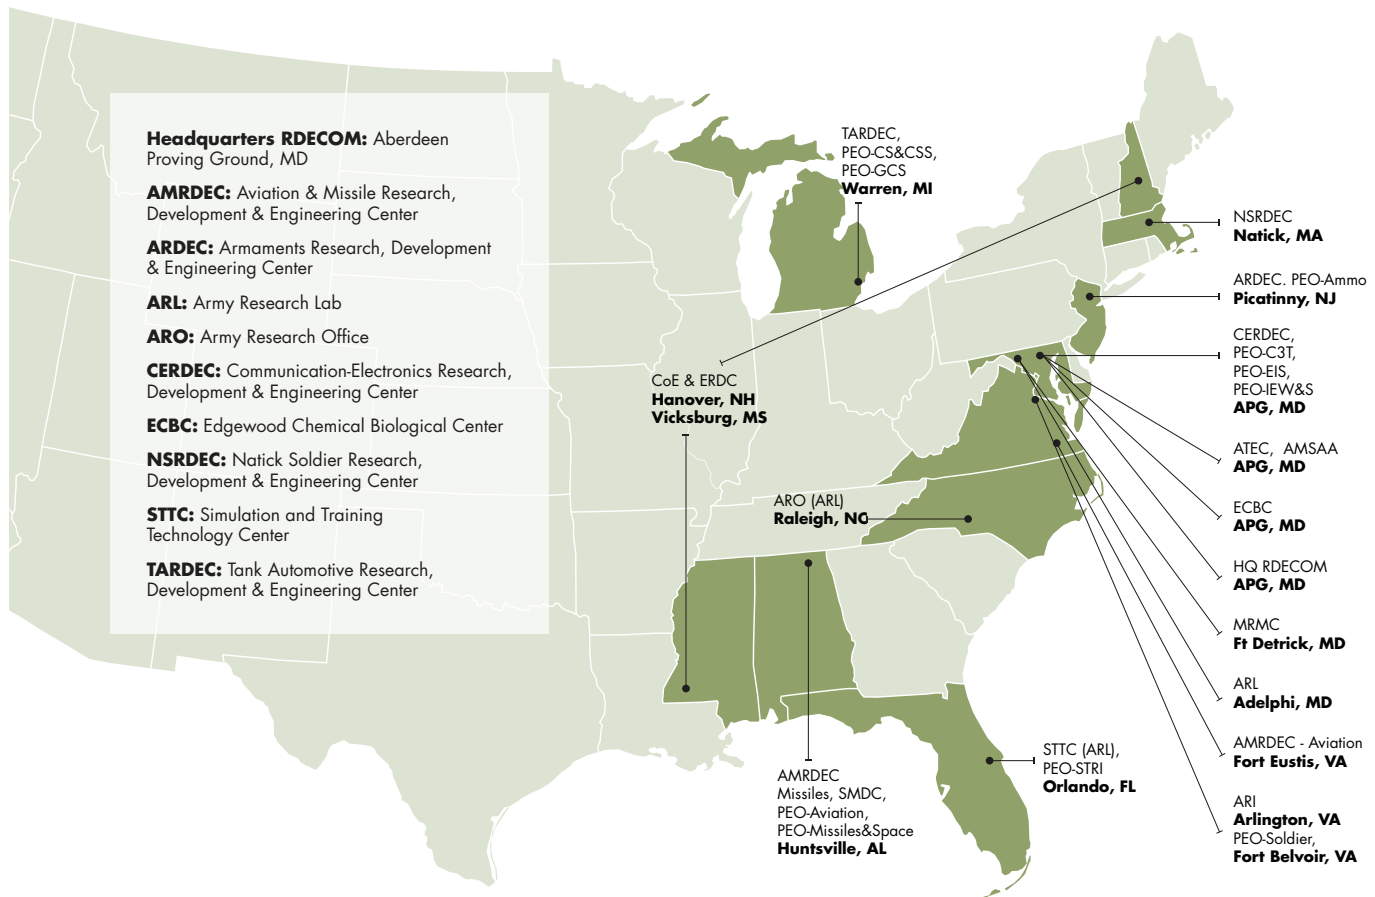 Headquarters RDECOM: Aberdeen
Proving Ground, MD
AMRDEC: Aviation & Missile Research,
Development & Engineering Center
ARDEC: Armaments Research, Development
& Engineering Center
ARL: Army Research Lab
ARO: Army Research Office
CERDEC: Communication-Electronics Research,
Development & Engineering Center
ECBC: Edgewood Chemical Biological Center
NSRDEC: Natick Soldier Research,
Development & Engineering Center
STTC: Simulation and Training
Technology Center
TARDEC: Tank Automotive Research,
Development & Engineering Center
TARDEC,
PEO-CS&CSS,
PEO-GCS
Warren, MI
CoE & ERDC
Hanover, NH
Vicksburg, MS
ARO (ARL)
Raleigh, NC
AMRDEC
Missiles, SMDC,
PEO-Aviation,
PEO-Missiles&Space
Huntsville, AL
STTC (ARL),
PEO-STRI
Orlando, FL
NSRDEC
Natick, MA
ARDEC. PEO-Ammo
Picatinny, NJ
CERDEC,
PEO-C3T,
PEO-EIS,
PEO-IEW&S
APG, MD
ATEC, AMSAA
APG, MD
ECBC
APG, MD
HQ RDECOM
APG, MD
MRMC
Ft Detrick, MD
ARL
Adelphi, MD
AMRDEC - Aviation
Fort Eustis, VA
ARI
Arlington, VA
PEO-Soldier,
Fort Belvoir, VA